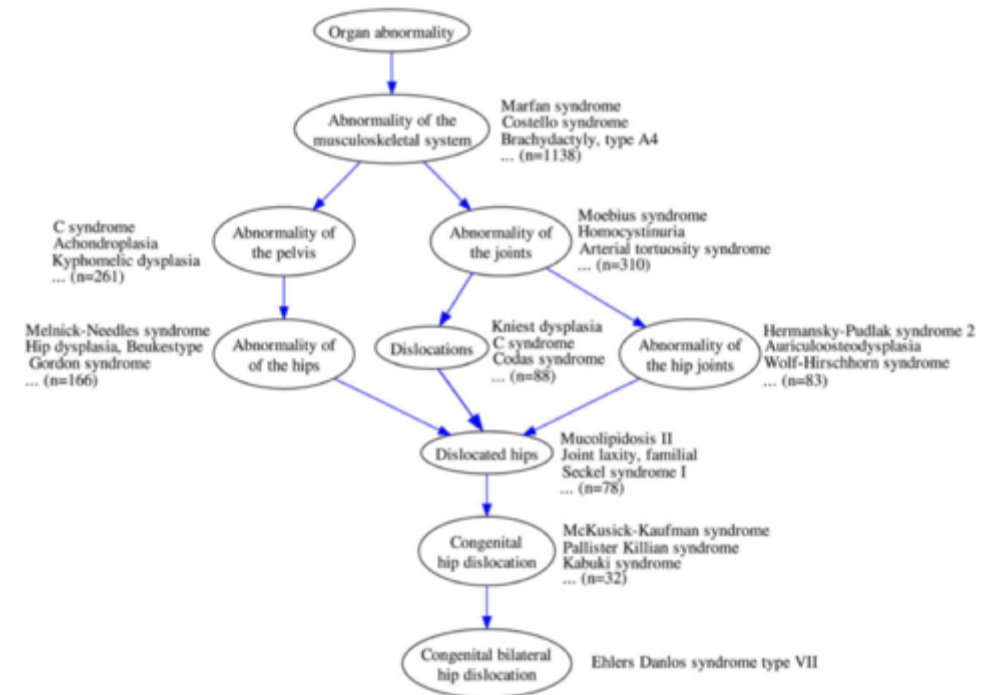 Organ abnormality
Abnormality of the
musculoskeletal system
Marfan syndrome
Costello syndrome
Brachydactyly, type A4
... (n=1138)
C syndrome
Achondroplasia
Kyphomelic dysplasia
... (n=261)
Abnormality of
the pelvis
Abnormality of
the joints
Moebius syndrome
Homocystinuria
Arterial tortuosity syndrome
... (n=310)
Melnick-Needles syndrome
Hip dysplasia, Beukestype
Gordon syndrome
... (n=166)
Abnormality of
of the hips
Dislocations
Kniest dysplasia
C syndrome
Codas syndrome
... (n=88)
Abnormality of
the hip joints
Hermansky-Pudlak syndrome 2
Auriculoosteodysplasia
Wolf-Hirschhorn syndrome
... (n=83)
Dislocated hips
Mucolipidosis II
Joint laxity, familial
Seckel syndrome I
... (n=78)
Congenital
hip dislocation
McKusick-Kaufman syndrome
Pallister Killian syndrome
Kabuki syndrome
... (n=32)
Congenital bilateral
hip dislocation
Ehlers Danlos syndrome type VII